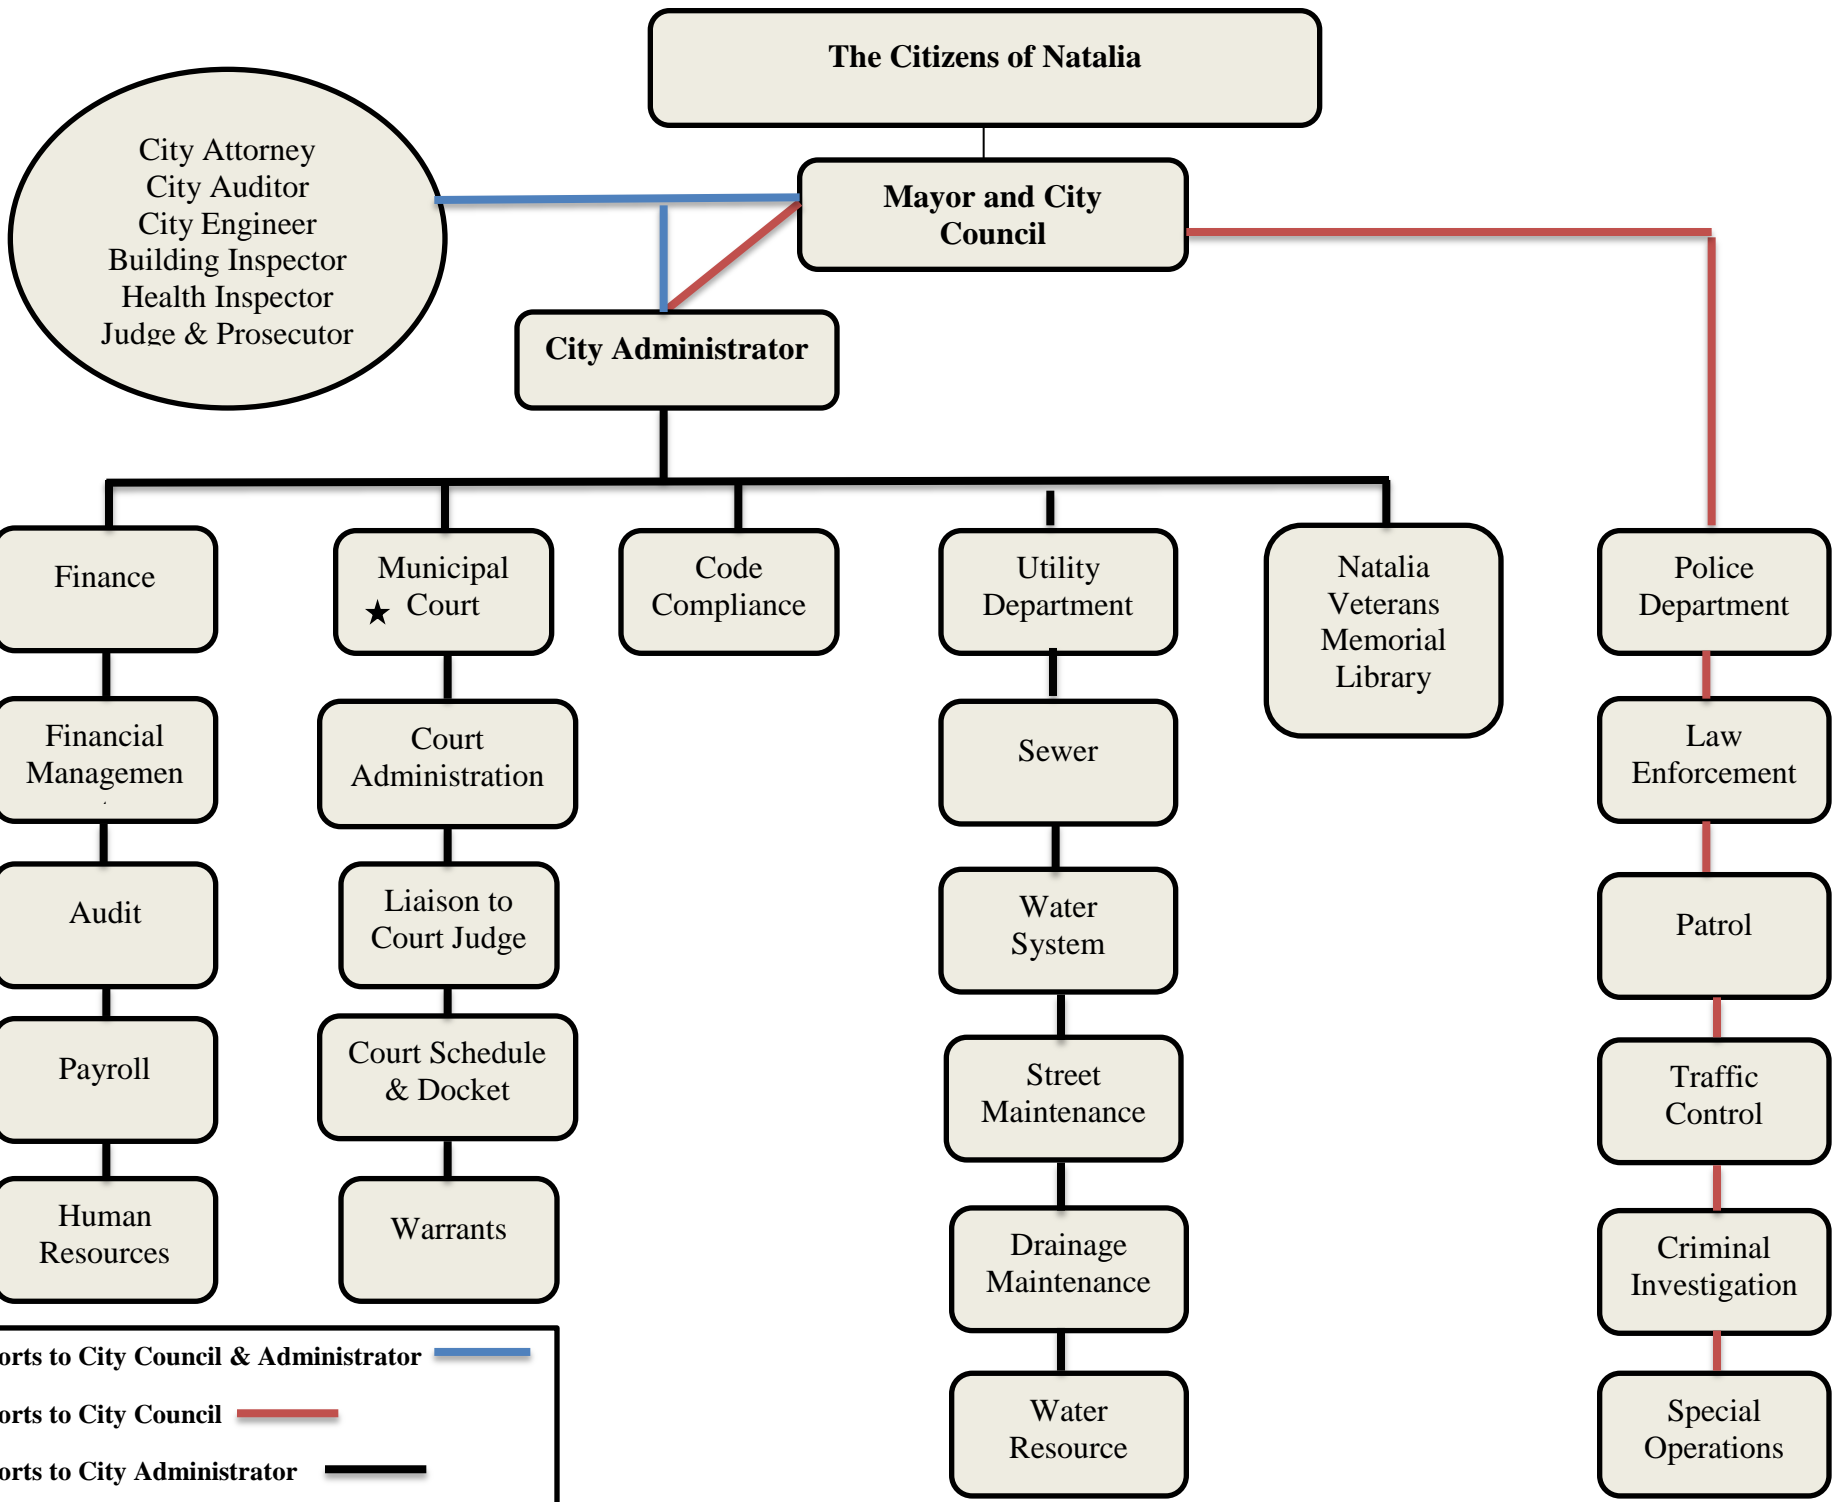 The Citizens of Natalia
City Attorney
City Auditor
City Engineer
Building Inspector
Health Inspector
Judge & Prosecutor
Mayor and City
Council
City Administrator
Finance
Municipal
★ Court
Code
Compliance
Utility
Department
Natalia
Veterans
Memorial
Library
Police
Department
Financial
Managemen
Court
Administration
Sewer
Law
Enforcement
Audit
Liaison to
Court Judge
Water
System
Patrol
Payroll
Court Schedule
& Docket
Street
Maintenance
Traffic
Control
Human
Resources
Warrants
Drainage
Maintenance
Criminal
Investigation
Water
Resource
Special
Operations
orts to City Council & Administrator
orts to City Council
orts to City Administrator